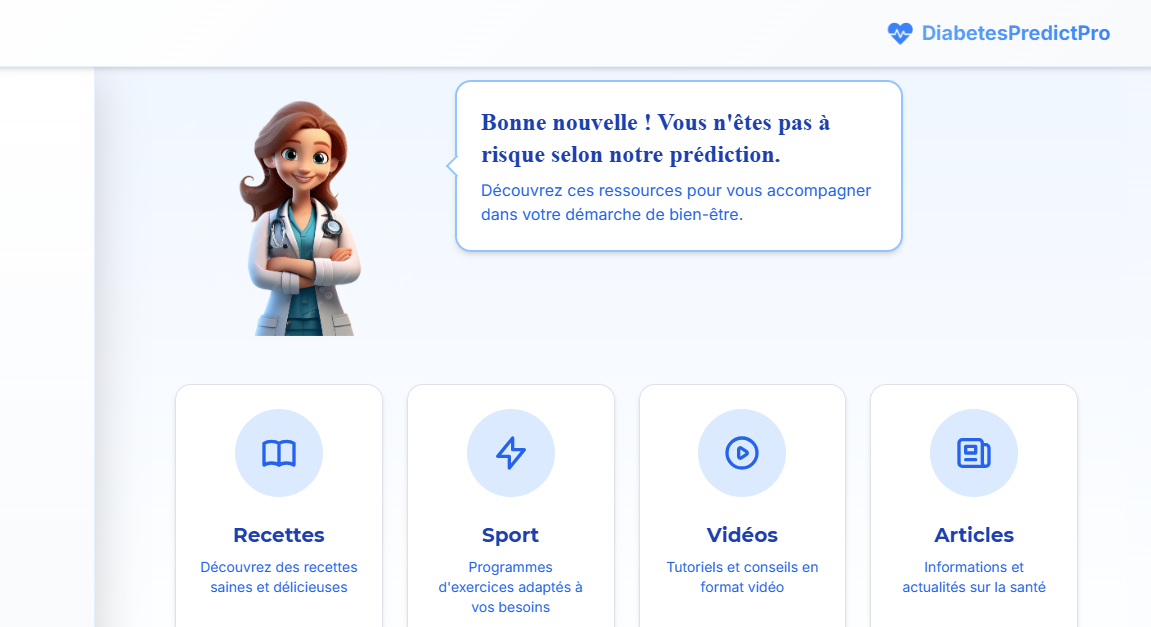 DiabetesPredictPro
Bonne nouvelle ! Vous n'êtes pas à
risque selon notre prédiction.
Découvrez ces ressources pour vous accompagner
dans votre démarche de bien-être.
Recettes
Découvrez des recettes
saines et délicieuses
Sport
Programmes
d'exercices adaptés à
vos besoins
Vidéos
Tutoriels et conseils en
format vidéo
Articles
Informations et
actualités sur la santé